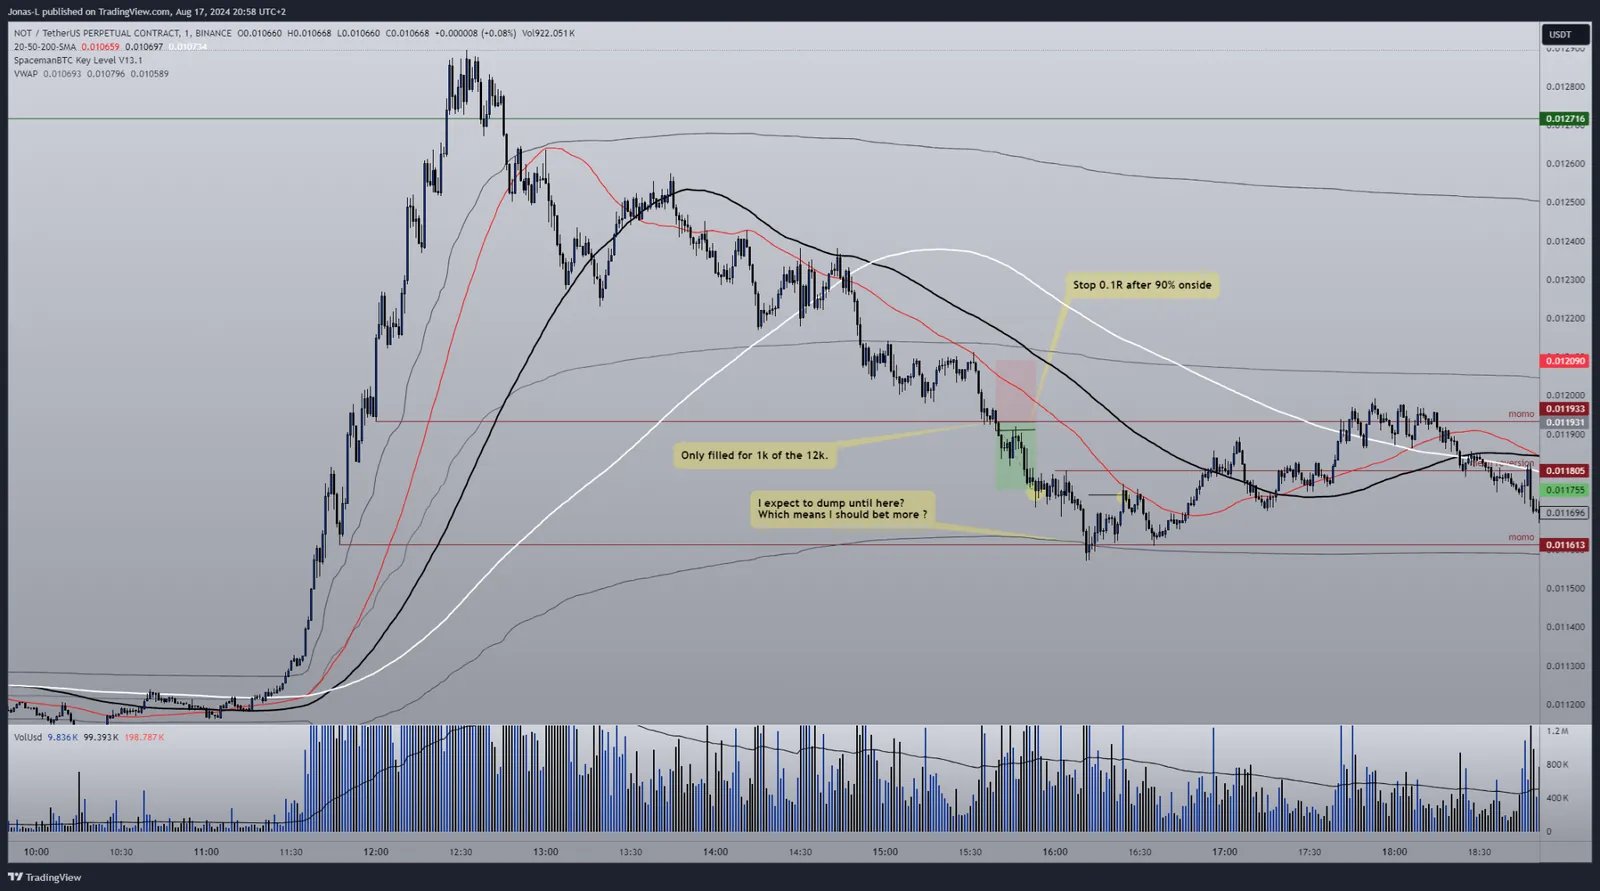 Jonas-L published on TradingView.com, Aug 17, 2024 20:58 UTC+2
NOT / TetherUS PERPETUAL CONTRACT, 1, BINANCE O0.010660 H0.010668 L0.010660 C0.010668 +0.000008 (+0.08%) Vol922.051K
20-50-200-SMA 0.010659 0.010697 0.010734
SpacemanBTC Key Level V13.1
VWAP 0.010693 0.010796 0.010589
USDT
0.012900
0.012800
0.012716
0.012600
0.012500
0.012400
0.012300
0.012200
0.012090
0.012000
0.011933
0.011931
0.011900
0.011805
0.011755
0.011696
0.011613
0.011500
0.011400
0.011300
0.011200
Stop 0.1R after 90% onside
momo
Only filled for 1k of the 12k.
I expect to dump until here?
Which means I should bet more ?
momo
VolUsd 9.836K 99.393K 198.787K
1.2M
800K
400K
0
10:00 10:30 11:00 11:30 12:00 12:30 13:00 13:30 14:00 14:30 15:00 15:30 16:00 16:30 17:00 17:30 18:00 18:30
TradingView